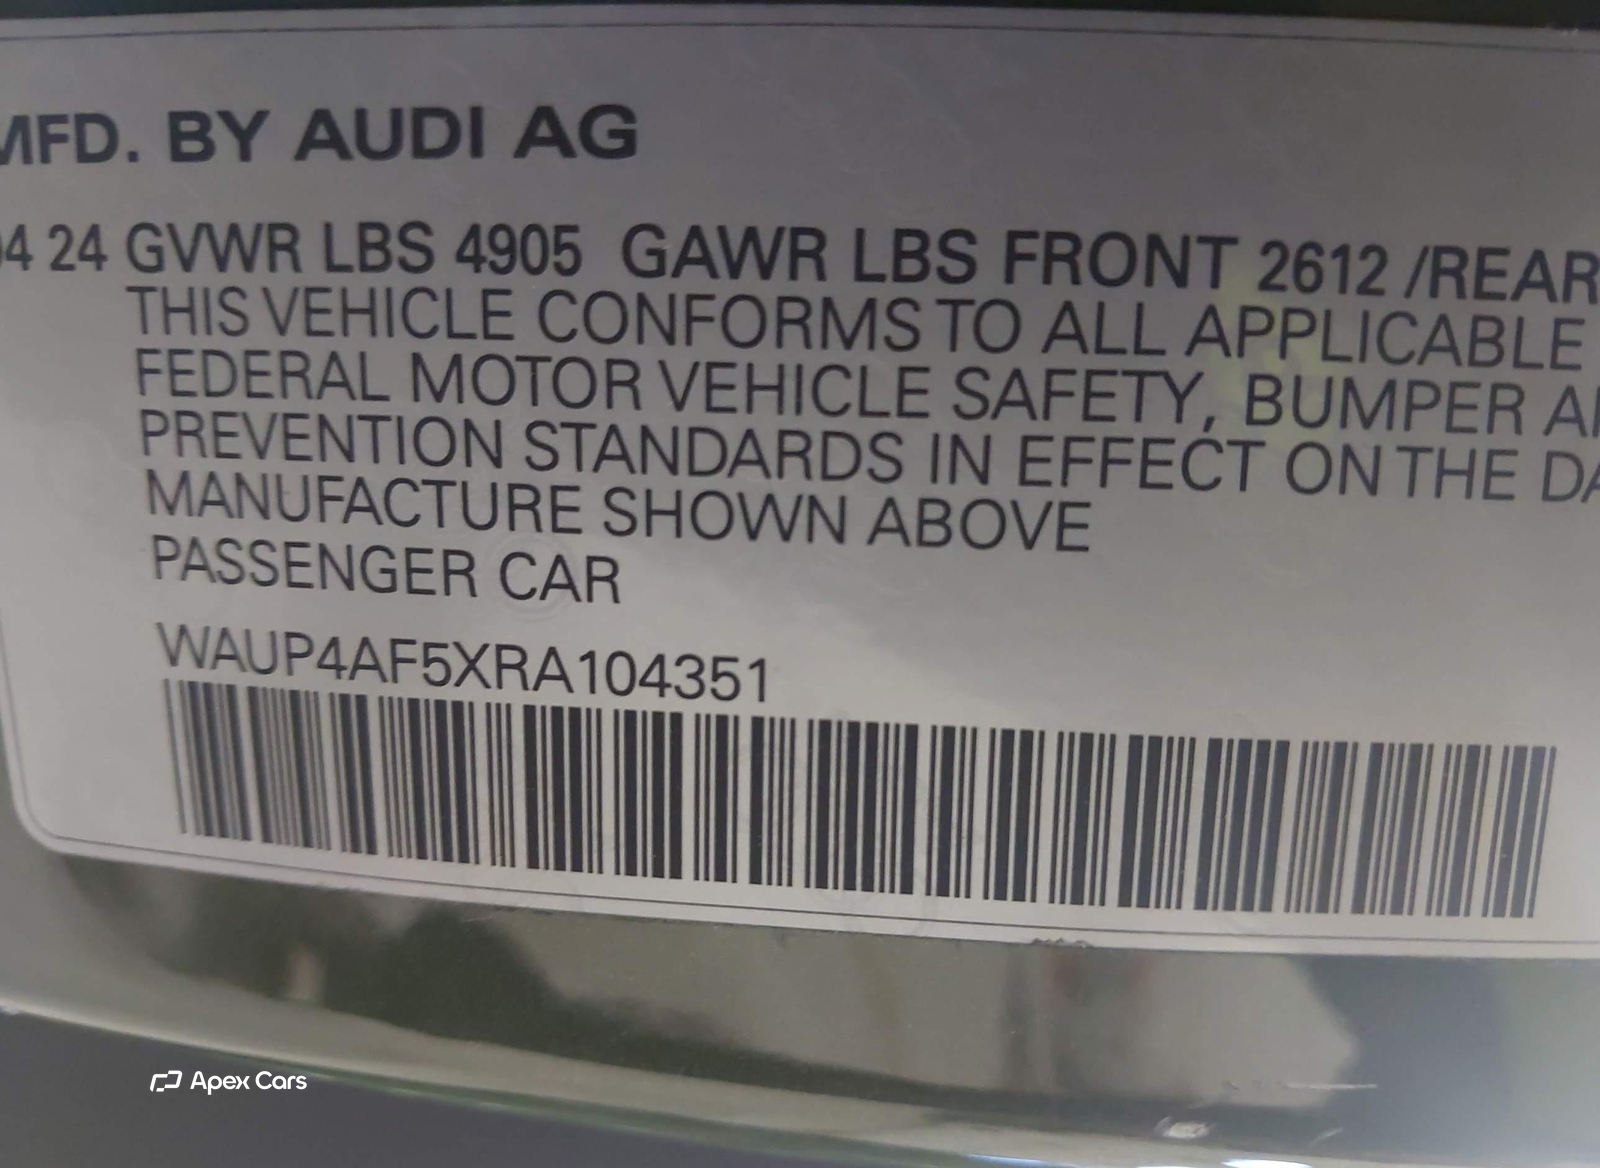 MFD. BY AUDI AG
04 24 GVWR LBS 4905 GAWR LBS FRONT 2612 /REAR
THIS VEHICLE CONFORMS TO ALL APPLICABLE
FEDERAL MOTOR VEHICLE SAFETY, BUMPER
PREVENTION STANDARDS IN EFFECT ON THE
MANUFACTURE SHOWN ABOVE
PASSENGER CAR
WAUP4AF5XRA104351
Apex Cars